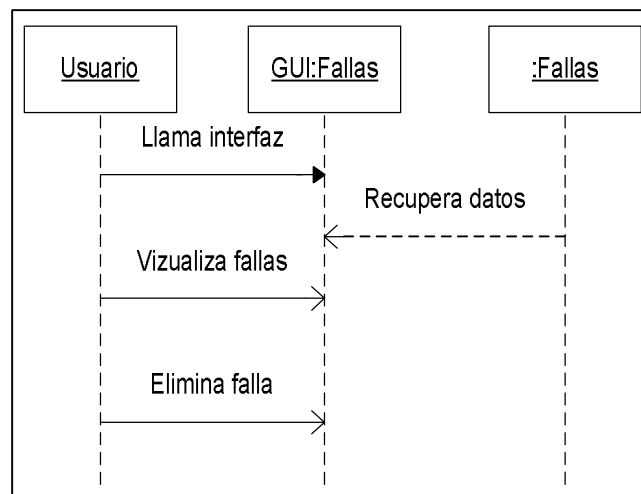 Usuario
GUI:Fallas
:Fallas
Llama interfaz
Recupera datos
Vizualiza fallas
Elimina falla